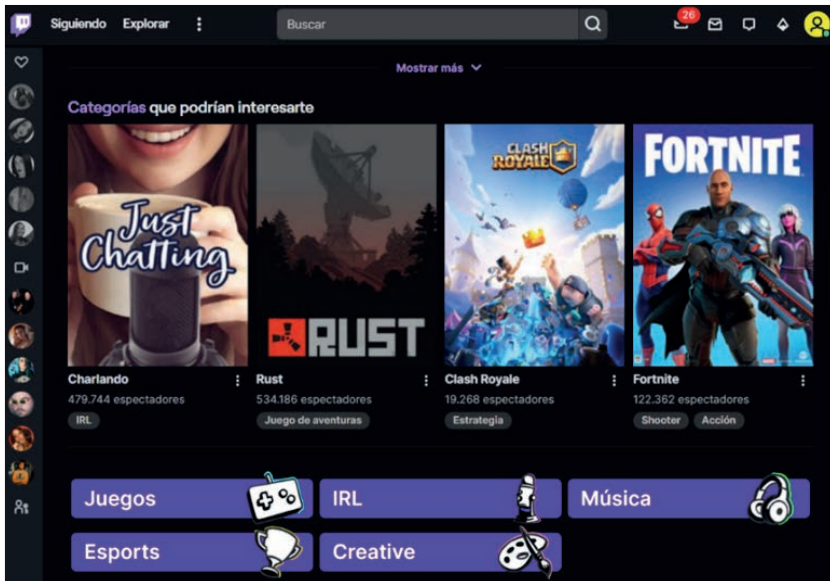 Siguiendo Explorar Buscar 26
Mostrar más
Categorías que podrían interesarte
Just
Chatting
RUST
CLASH
ROYALE
FORTNITE
Charlando
479.744 espectadores
IRL
Rust
534.186 espectadores
Juego de aventuras
Clash Royale
19.268 espectadores
Estrategia
Fortnite
122.362 espectadores
Shooter Acción
Juegos
IRL
Música
Esports
Creative